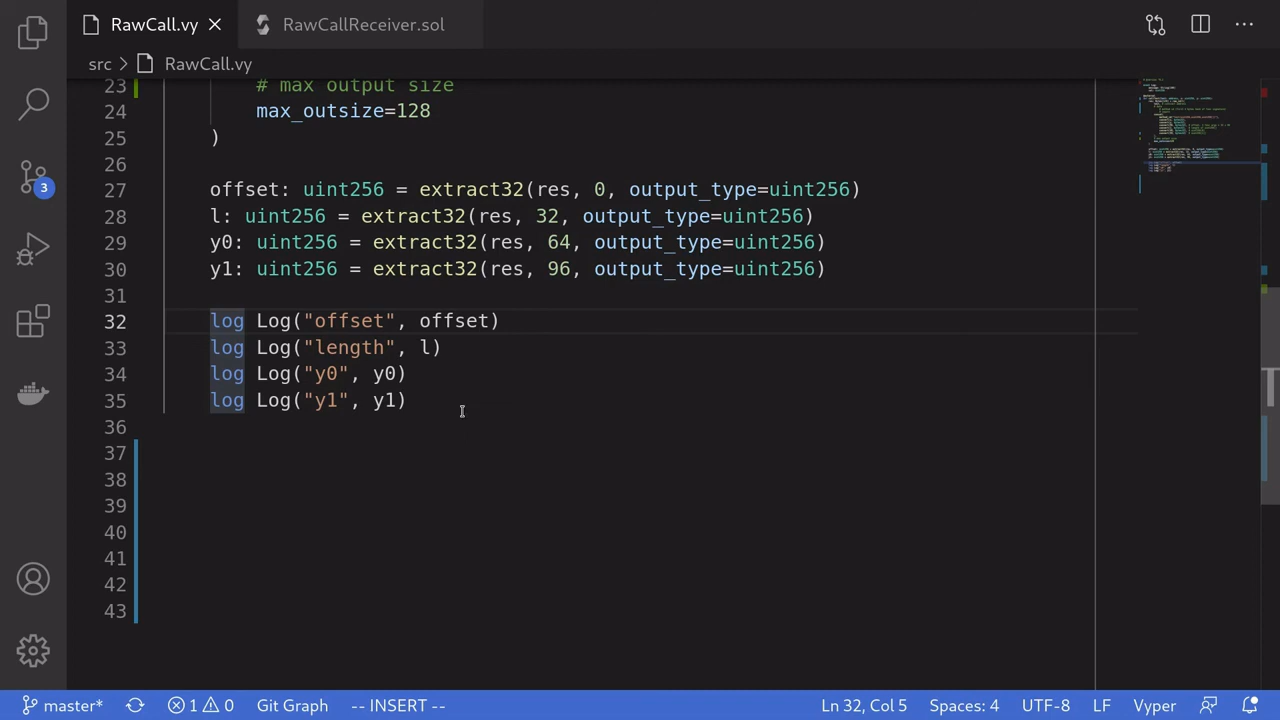 RawCall.vy
RawCallReceiver.sol
src > RawCall.vy
23 # max output size
24 max_outsize=128
25 )
26
27 offset: uint256 = extract32(res, 0, output_type=uint256)
28 l: uint256 = extract32(res, 32, output_type=uint256)
29 y0: uint256 = extract32(res, 64, output_type=uint256)
30 y1: uint256 = extract32(res, 96, output_type=uint256)
31
32 log Log("offset", offset)
33 log Log("length", l)
34 log Log("y0", y0)
35 log Log("y1", y1)
36
37
38
39
40
41
42
43
3
master* 1 0 Git Graph -- INSERT -- Ln 32, Col 5 Spaces: 4 UTF-8 LF Vyper